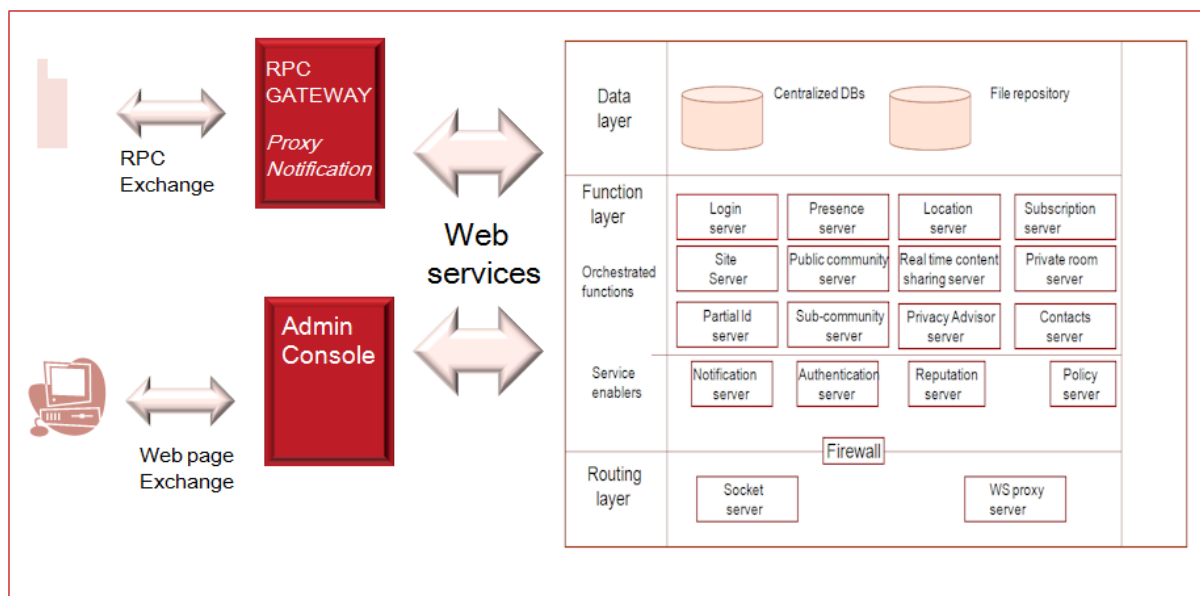 RPC
GATEWAY
Proxy
Notification
RPC
Exchange
Web
services
Admin
Console
Web page
Exchange
Data
layer
Centralized DBs
File repository
Function
layer
Login
server
Presence
server
Location
server
Subscription
server
Orchestrated
functions
Site
Server
Public community
server
Real time content
sharing server
Private room
server
Partial Id
server
Sub-community
server
Privacy Advisor
server
Contacts
server
Service
enablers
Notification
server
Authentication
server
Reputation
server
Policy
server
Firewall
Routing
layer
Socket
server
WS proxy
server